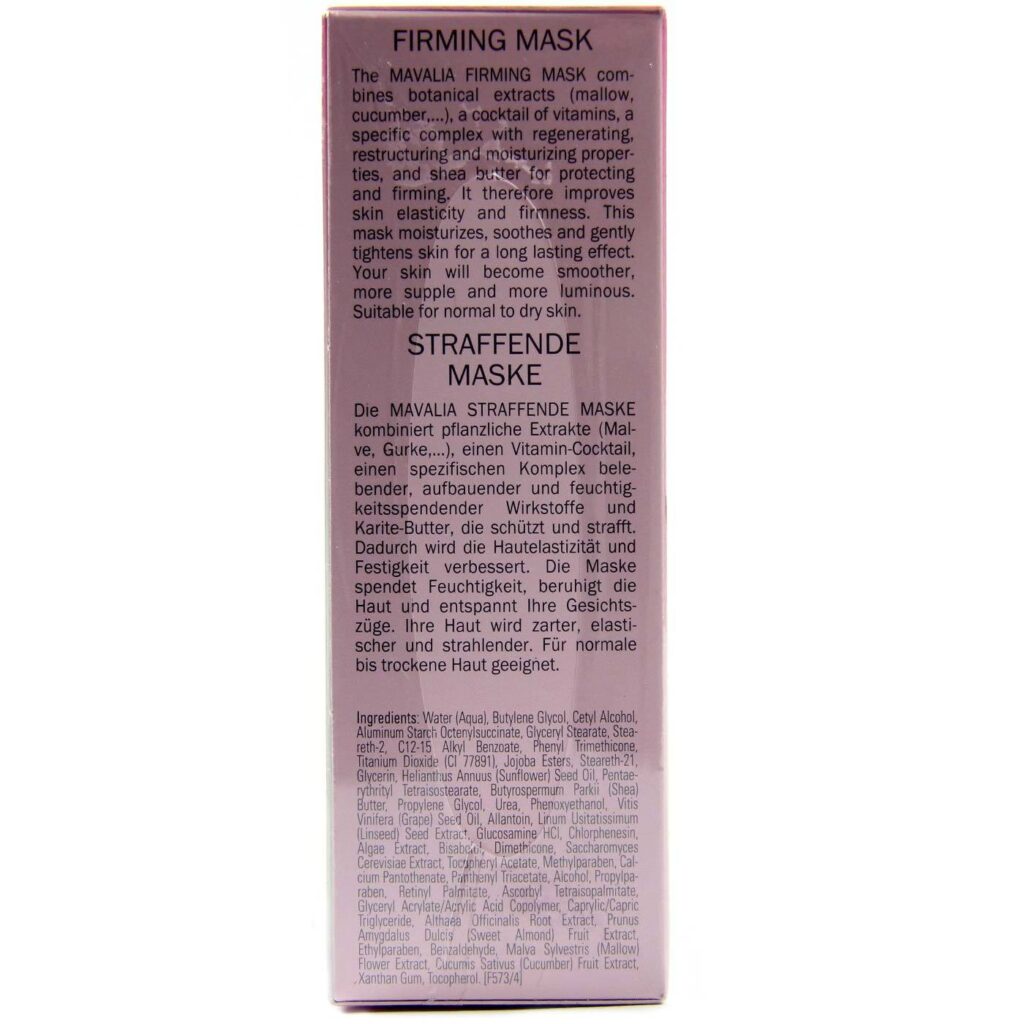 FIRMING MASK
The MAVALIA FIRMING MASK com-
bines botanical extracts (mallow,
cucumber,...), a cocktail of vitamins, a
specific complex with regenerating,
restructuring and moisturizing proper-
ties, and shea butter for protecting
and firming. It therefore improves
skin elasticity and firmness. This
mask moisturizes, soothes and gently
tightens skin for a long lasting effect.
Your skin will become smoother,
more supple and more luminous.
Suitable for normal to dry skin.
STRAFFENDE
MASKE
Die MAVALIA STRAFFENDE MASKE
kombiniert pflanzliche Extrakte (Mal-
ve, Gurke,...), einen Vitamin-Cocktail,
einen spezifischen Komplex bele-
bender, aufbauender und feuchtig-
keitsspendender Wirkstoffe und
Karite-Butter, die schützt und strafft.
Dadurch wird die Hautelastizität und
Festigkeit verbessert. Die Maske
spendet Feuchtigkeit, beruhigt die
Haut und entspannt Ihre Gesichts-
züge. Ihre Haut wird zarter, elasti-
scher und strahlender. Für normale
bis trockene Haut geeignet.
Ingredients: Water (Aqua), Butylene Glycol, Cetyl Alcohol,
Aluminum Starch Octenylsuccinate, Glyceryl Stearate, Stea-
reth-2, C12-15 Alkyl Benzoate, Phenyl Trimethicone,
Titanium Dioxide (CI 77891), Jojoba Esters, Steareth-21,
Glycerin, Helianthus Annuus (Sunflower) Seed Oil, Pentae-
rythrityl Tetraisostearate, Butyrospermum Parkii (Shea)
Butter, Propylene Glycol, Urea, Phenoxyethanol, Vitis
Vinifera (Grape) Seed Oil, Allantoin, Linum Usitatissimum
(Linseed) Seed Extract, Glucosamine HCl, Chlorphenesin,
Algae Extract, Bisabolol, Dimethicone, Saccharomyces
Cerevisiae Extract, Tocopheryl Acetate, Methylparaben, Cal-
cium Pantothenate, Panthenyl Triacetate, Alcohol, Propylpa-
raben, Retinyl Palmitate, Ascorbyl Tetraisopalmitate,
Glyceryl Acrylate/Acrylic Acid Copolymer, Caprylic/Capric
Triglyceride, Althaea Officinalis Root Extract, Prunus
Amygdalus Dulcis (Sweet Almond) Fruit Extract,
Ethylparaben, Benzaldehyde, Malva Sylvestris (Mallow)
Flower Extract, Cucumis Sativus (Cucumber) Fruit Extract,
Xanthan Gum, Tocopherol. [F573/4]